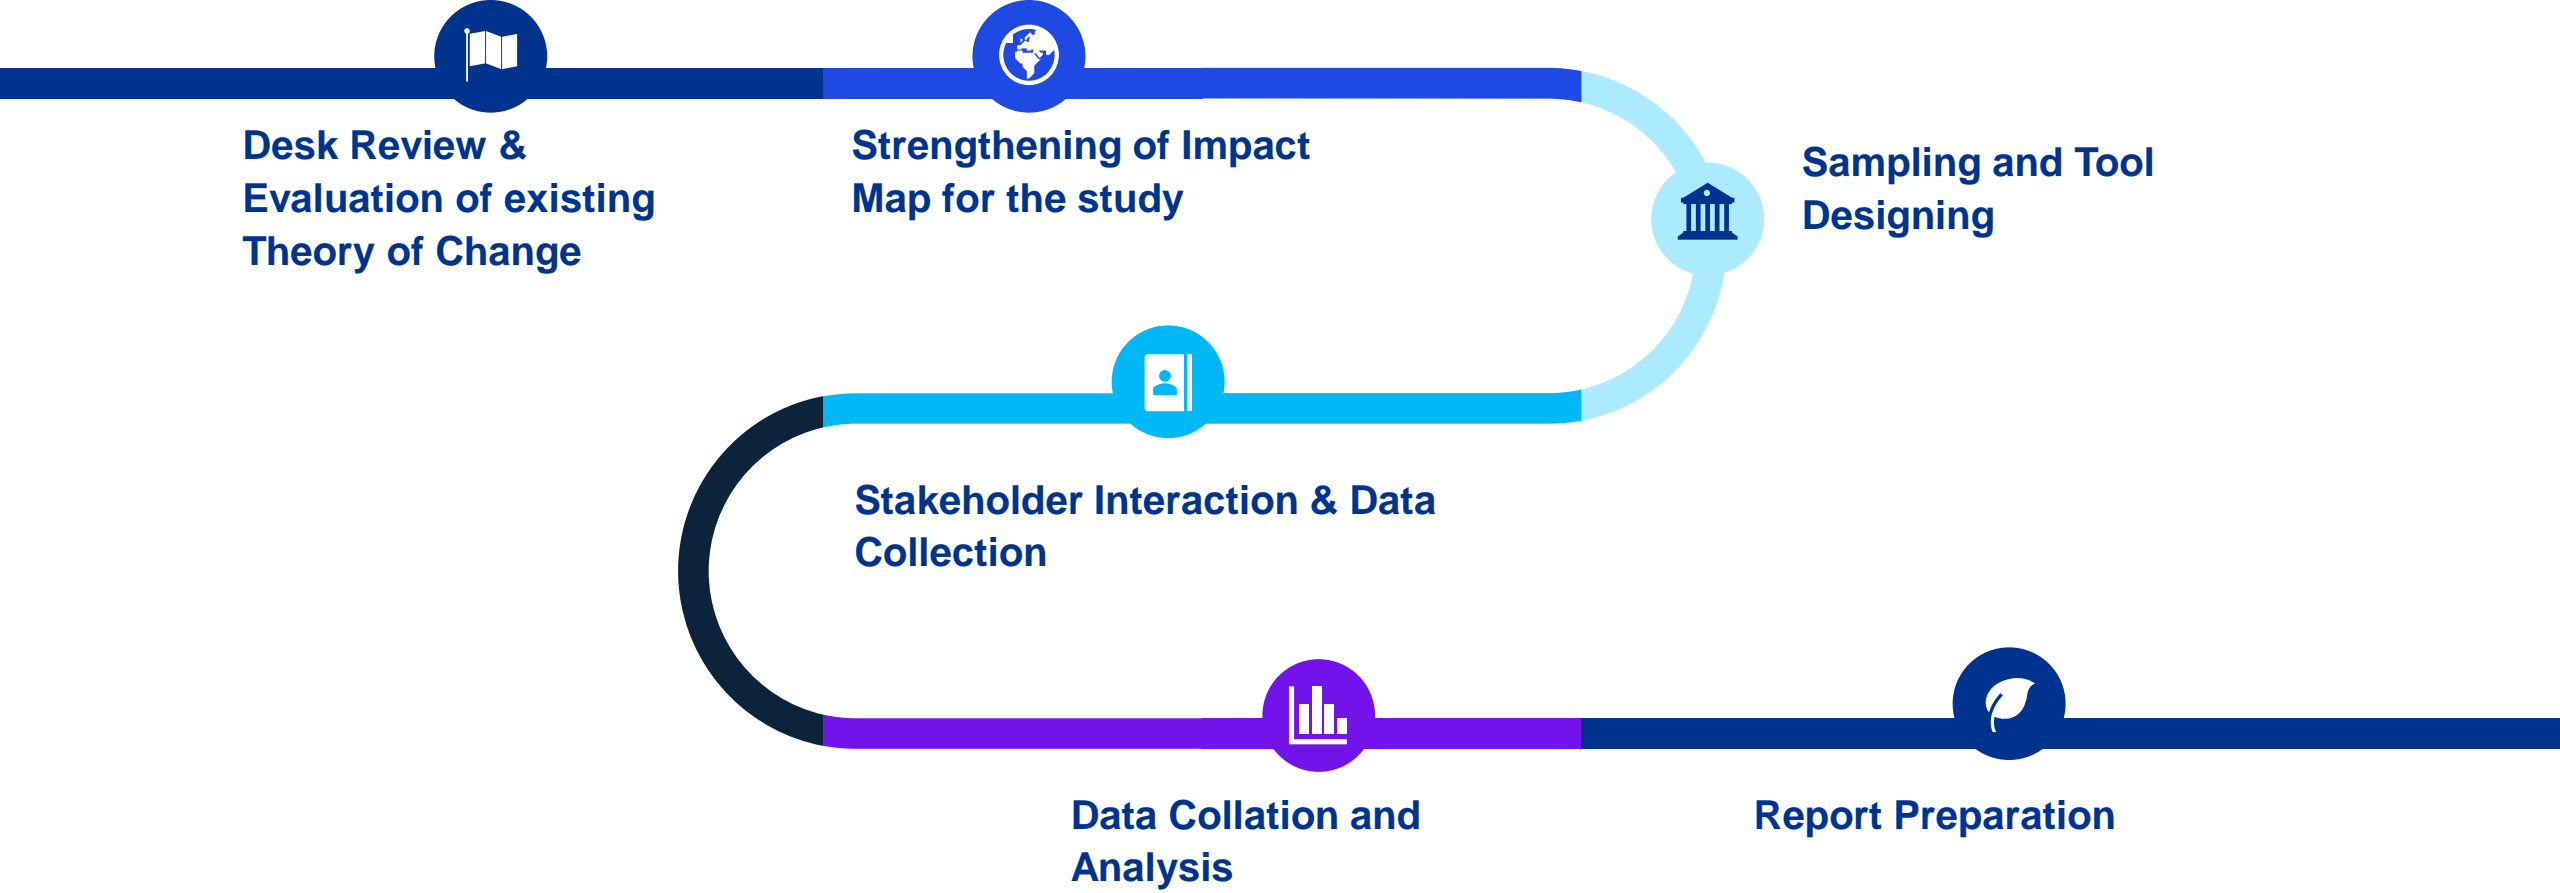 Desk Review &
Evaluation of existing
Theory of Change
Strengthening of Impact
Map for the study
Sampling and Tool
Designing
Stakeholder Interaction & Data
Collection
Data Collation and
Analysis
Report Preparation